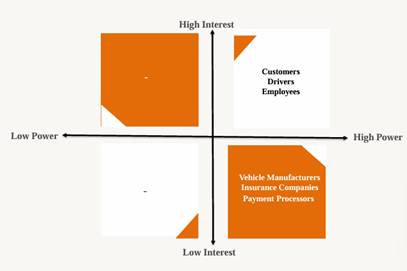 High Interest
-
Customers
Drivers
Employees
Low Power
High Power
-
Vehicle Manufacturers
Insurance Companies
Payment Processors
Low Interest